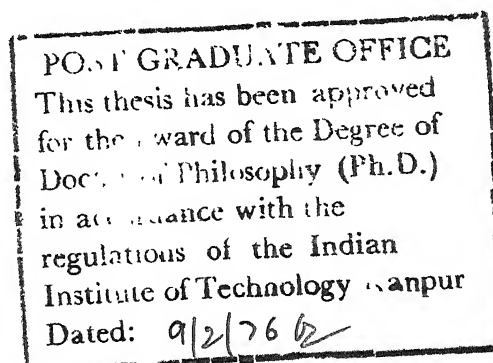 POST GRADUATE OFFICE
This thesis has been approved
for the award of the Degree of
Doctor of Philosophy (Ph.D.)
in accordance with the
regulations of the Indian
Institute of Technology Kanpur
Dated: 9/2/76